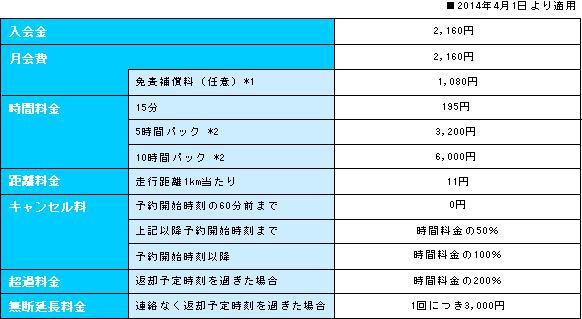 ■2014年4月1日より適用
入会金 2,160円
月会費 2,160円
免責補償料（任意）*1 1,080円
時間料金 15分 195円
5時間パック *2 3,200円
10時間パック *2 6,000円
距離料金 走行距離1km当たり 11円
キャンセル料 予約開始時刻の60分前まで 0円
上記以降予約開始時刻まで 時間料金の50%
予約開始時刻以降 時間料金の100%
超過料金 返却予定時刻を過ぎた場合 時間料金の200%
無断延長料金 連絡なく返却予定時刻を過ぎた場合 1回につき3,000円